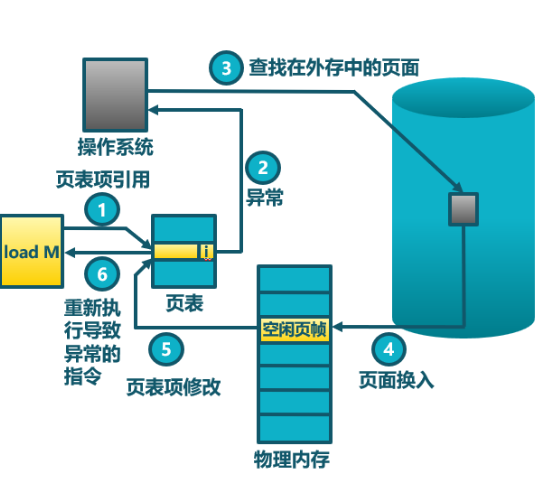 3
查找在外存中的页面
操作系统
页表项引用
2
异常
1
load M
i
6
页表
重新执
行导致
异常的
指令
空闲页帧
5
4
页表项修改
页面换入
物理内存